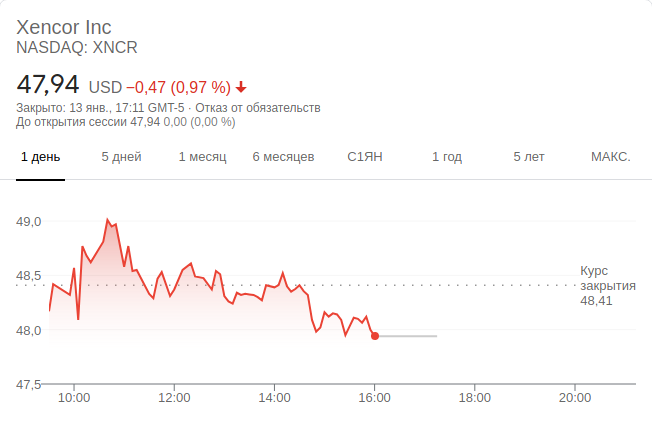 Xencor Inc
NASDAQ: XNCR
47,94 USD −0,47 (0,97 %)
Закрыто: 13 янв., 17:11 GMT-5 · Отказ от обязательств
До открытия сессии 47,94 0,00 (0,00 %)
1 день 5 дней 1 месяц 6 месяцев С1ЯН 1 год 5 лет МАКС.
49,0
48,5
48,0
47,5
Курс
закрытия
48,41
10:00 12:00 14:00 16:00 18:00 20:00